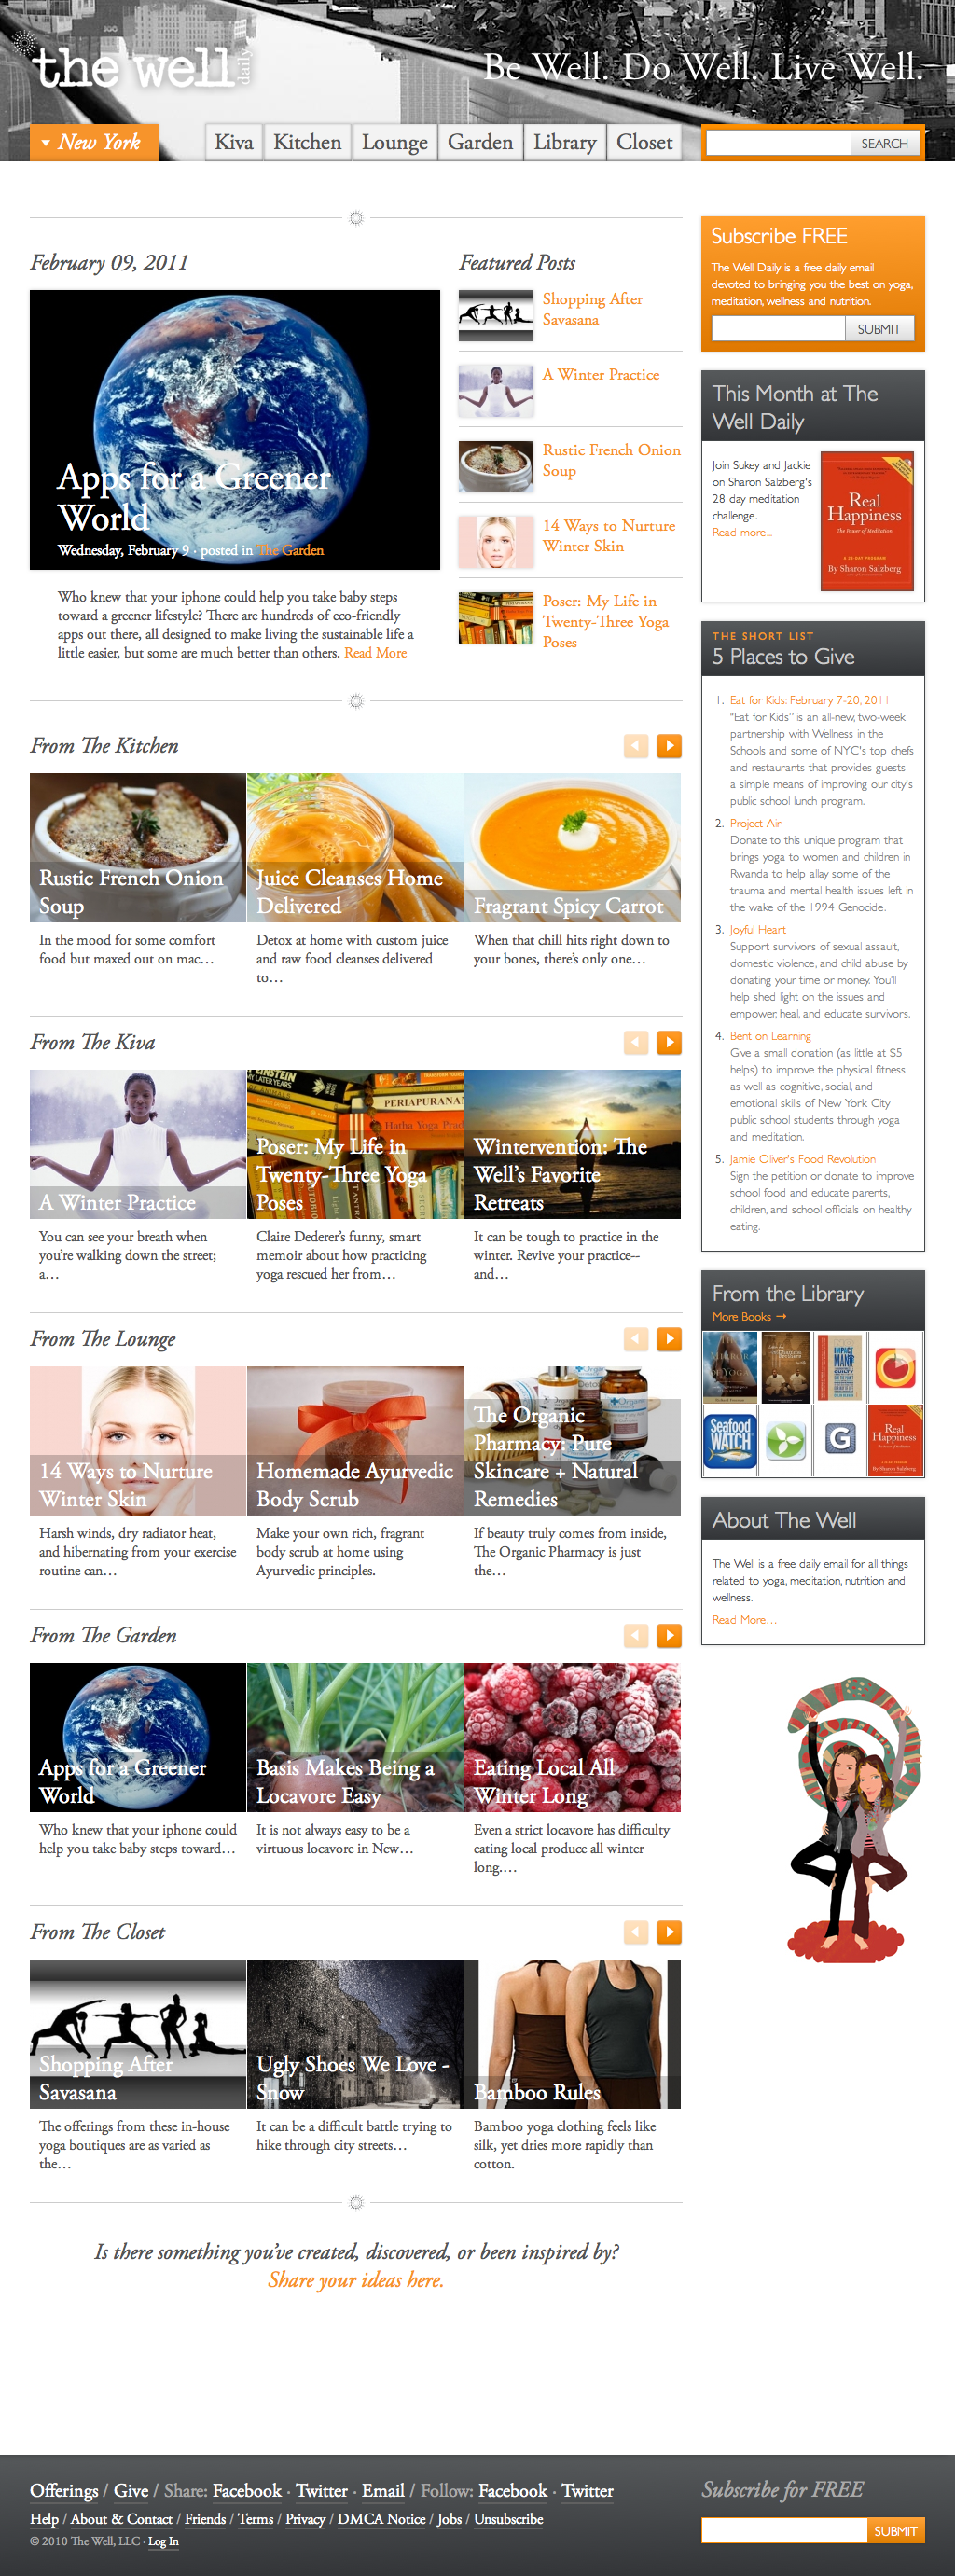 the well daily
Be Well. Do Well. Live Well.
New York
Kiva
Kitchen
Lounge
Garden
Library
Closet
SEARCH
February 09, 2011
Apps for a Greener
World
Wednesday, February 9 · posted in The Garden
Who knew that your iphone could help you take baby steps
toward a greener lifestyle? There are hundreds of eco-friendly
apps out there, all designed to make living the sustainable life a
little easier, but some are much better than others. Read More
Featured Posts
Shopping After
Savasana
A Winter Practice
Rustic French Onion
Soup
14 Ways to Nurture
Winter Skin
Poser: My Life in
Twenty-Three Yoga
Poses
Subscribe FREE
The Well Daily is a free daily email
devoted to bringing you the best on yoga,
meditation, wellness and nutrition.
SUBMIT
This Month at The
Well Daily
Join Sukey and Jackie
on Sharon Salzberg's
28 day meditation
challenge.
Read more...
Real
Happiness
The Power of Meditation
A 28-DAY PROGRAM
By Sharon Salzberg
THE SHORT LIST
5 Places to Give
1. Eat for Kids: February 7-20, 2011
"Eat for Kids" is an all-new, two-week
partnership with Wellness in the
Schools and some of NYC's top chefs
and restaurants that provides guests
a simple means of improving our city's
public school lunch program.
2. Project Air
Donate to this unique program that
brings yoga to women and children in
Rwanda to help allay some of the
trauma and mental health issues left in
the wake of the 1994 Genocide.
3. Joyful Heart
Support survivors of sexual assault,
domestic violence, and child abuse by
donating your time or money. You'll
help shed light on the issues and
empower, heal, and educate survivors.
4. Bent on Learning
Give a small donation (as little at $5
helps) to improve the physical fitness
as well as cognitive, social, and
emotional skills of New York City
public school students through yoga
and meditation.
5. Jamie Oliver's Food Revolution
Sign the petition or donate to improve
school food and educate parents,
children, and school officials on healthy
eating.
From the Library
More Books →
IMPACT
MAN
Seafood
WATCH
G
Real
Happiness
By Sharon Salzberg
About The Well
The Well is a free daily email for all things
related to yoga, meditation, nutrition and
wellness.
Read More…
From The Kitchen
Rustic French Onion
Soup
In the mood for some comfort
food but maxed out on mac…
Juice Cleanses Home
Delivered
Detox at home with custom juice
and raw food cleanses delivered
to…
Fragrant Spicy Carrot
When that chill hits right down to
your bones, there's only one…
From The Kiva
A Winter Practice
You can see your breath when
you're walking down the street;
a…
EINSTEIN
MY LATER YEARS
PERIAPURANA
Hatha Yoga Prad
Poser: My Life in
Twenty-Three Yoga
Poses
Claire Dederer's funny, smart
memoir about how practicing
yoga rescued her from…
Wintervention: The
Well's Favorite
Retreats
It can be tough to practice in the
winter. Revive your practice--
and…
From The Lounge
14 Ways to Nurture
Winter Skin
Harsh winds, dry radiator heat,
and hibernating from your exercise
routine can…
Homemade Ayurvedic
Body Scrub
Make your own rich, fragrant
body scrub at home using
Ayurvedic principles.
The Organic
Pharmacy: Pure
Skincare + Natural
Remedies
If beauty truly comes from inside,
The Organic Pharmacy is just
the…
From The Garden
Apps for a Greener
World
Who knew that your iphone could
help you take baby steps toward…
Basis Makes Being a
Locavore Easy
It is not always easy to be a
virtuous locavore in New…
Eating Local All
Winter Long
Even a strict locavore has difficulty
eating local produce all winter
long.…
From The Closet
Shopping After
Savasana
The offerings from these in-house
yoga boutiques are as varied as
the…
Ugly Shoes We Love -
Snow
It can be a difficult battle trying to
hike through city streets…
Bamboo Rules
Bamboo yoga clothing feels like
silk, yet dries more rapidly than
cotton.
Is there something you've created, discovered, or been inspired by?
Share your ideas here.
Offerings / Give / Share: Facebook · Twitter · Email / Follow: Facebook · Twitter
Help / About & Contact / Friends / Terms / Privacy / DMCA Notice / Jobs / Unsubscribe
© 2010 The Well, LLC · Log In
Subscribe for FREE
SUBMIT